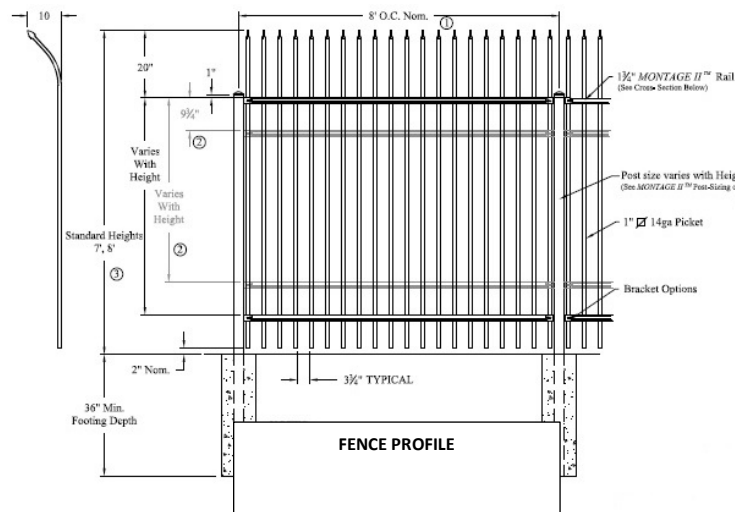 10
8' O.C. Nom. ①
20"
1"
1¾" MONTAGE II™ Rail
(See Cross-Section Below)
9¾"
②
Varies
With
Height
Varies
With
Height
Post size varies with Heig
(See MONTAGE II™ Post-Sizing
1" 14ga Picket
Standard Heights
7', 8'
②
③
Bracket Options
2" Nom.
3¾" TYPICAL
36" Min.
Footing Depth
FENCE PROFILE